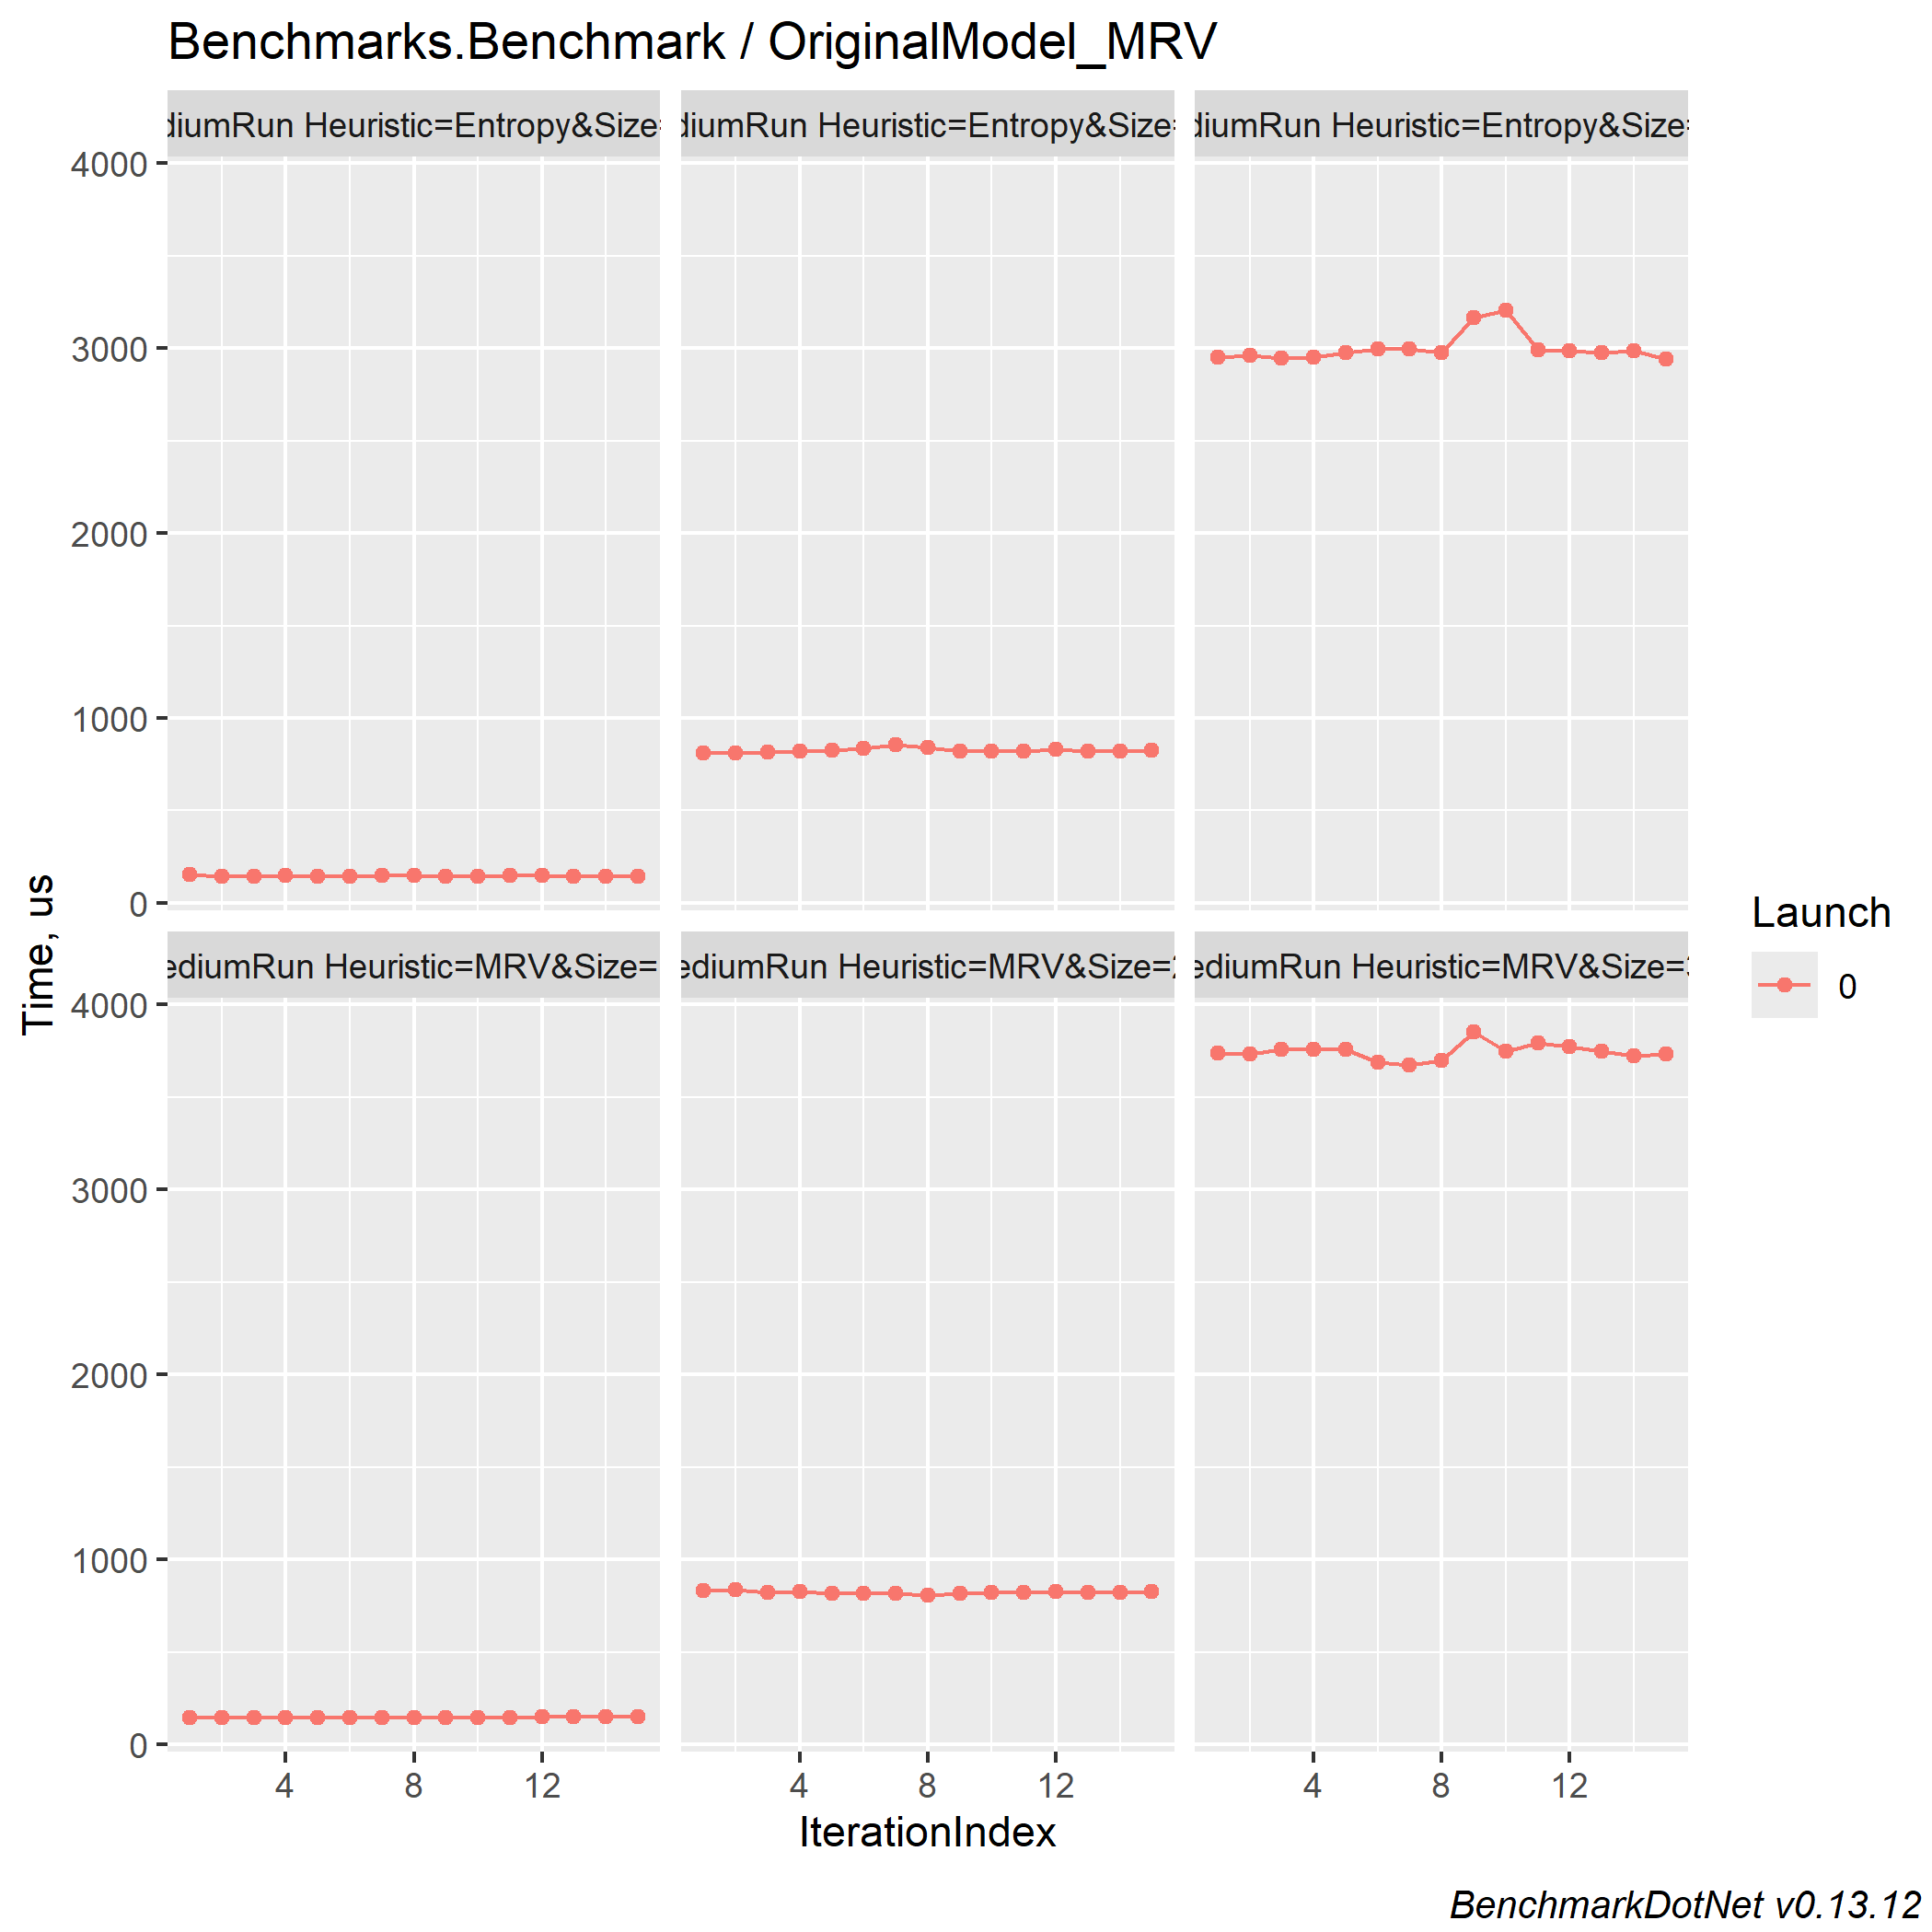 Benchmarks.Benchmark / OriginalModel_MRV
diumRun Heuristic=Entropy&Size= diumRun Heuristic=Entropy&Size= diumRun Heuristic=Entropy&Size=
4000
3000
2000
1000
0
ediumRun Heuristic=MRV&Size= ediumRun Heuristic=MRV&Size= ediumRun Heuristic=MRV&Size=
4000
3000
2000
1000
0
Time, us
4 8 12 4 8 12 4 8 12
IterationIndex
Launch
0
BenchmarkDotNet v0.13.12